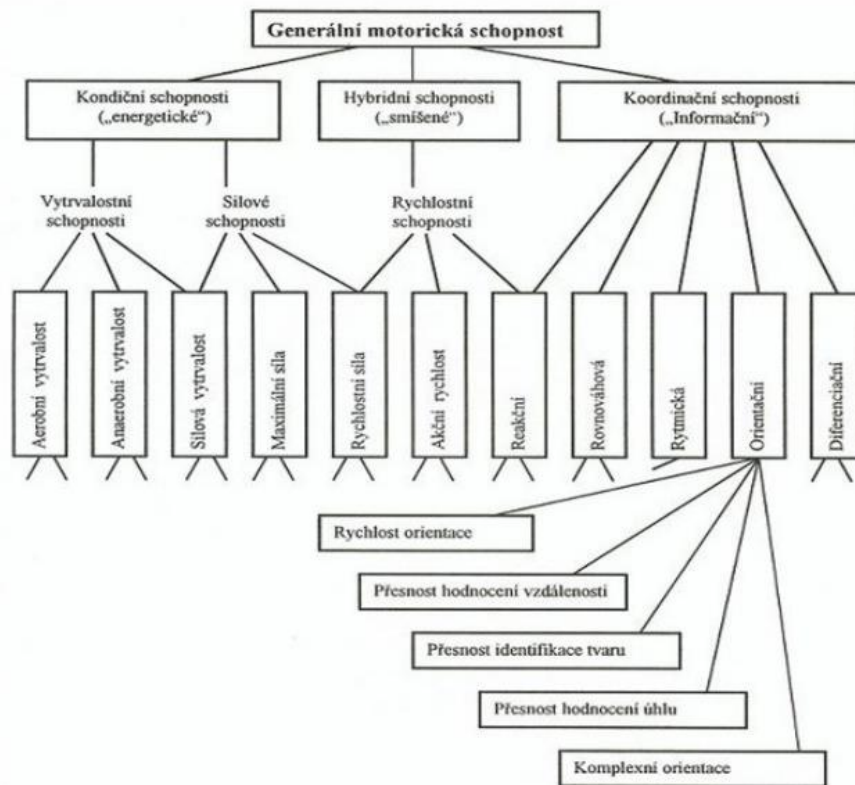 Generální motorická schopnost
Kondiční schopnosti
(„energetické“)
Hybridní schopnosti
(„smíšené“)
Koordinační schopnosti
(„Informační“)
Vytrvalostní
schopnosti
Silové
schopnosti
Rychlostní
schopnosti
Aerobní vytrvalost
Anaerobní vytrvalost
Silová vytrvalost
Maximální síla
Rychlostní síla
Akční rychlost
Reakční
Rovnováhová
Rytmická
Orientační
Diferenciační
Rychlost orientace
Přesnost hodnocení vzdálenosti
Přesnost identifikace tvaru
Přesnost hodnocení úhlu
Komplexní orientace